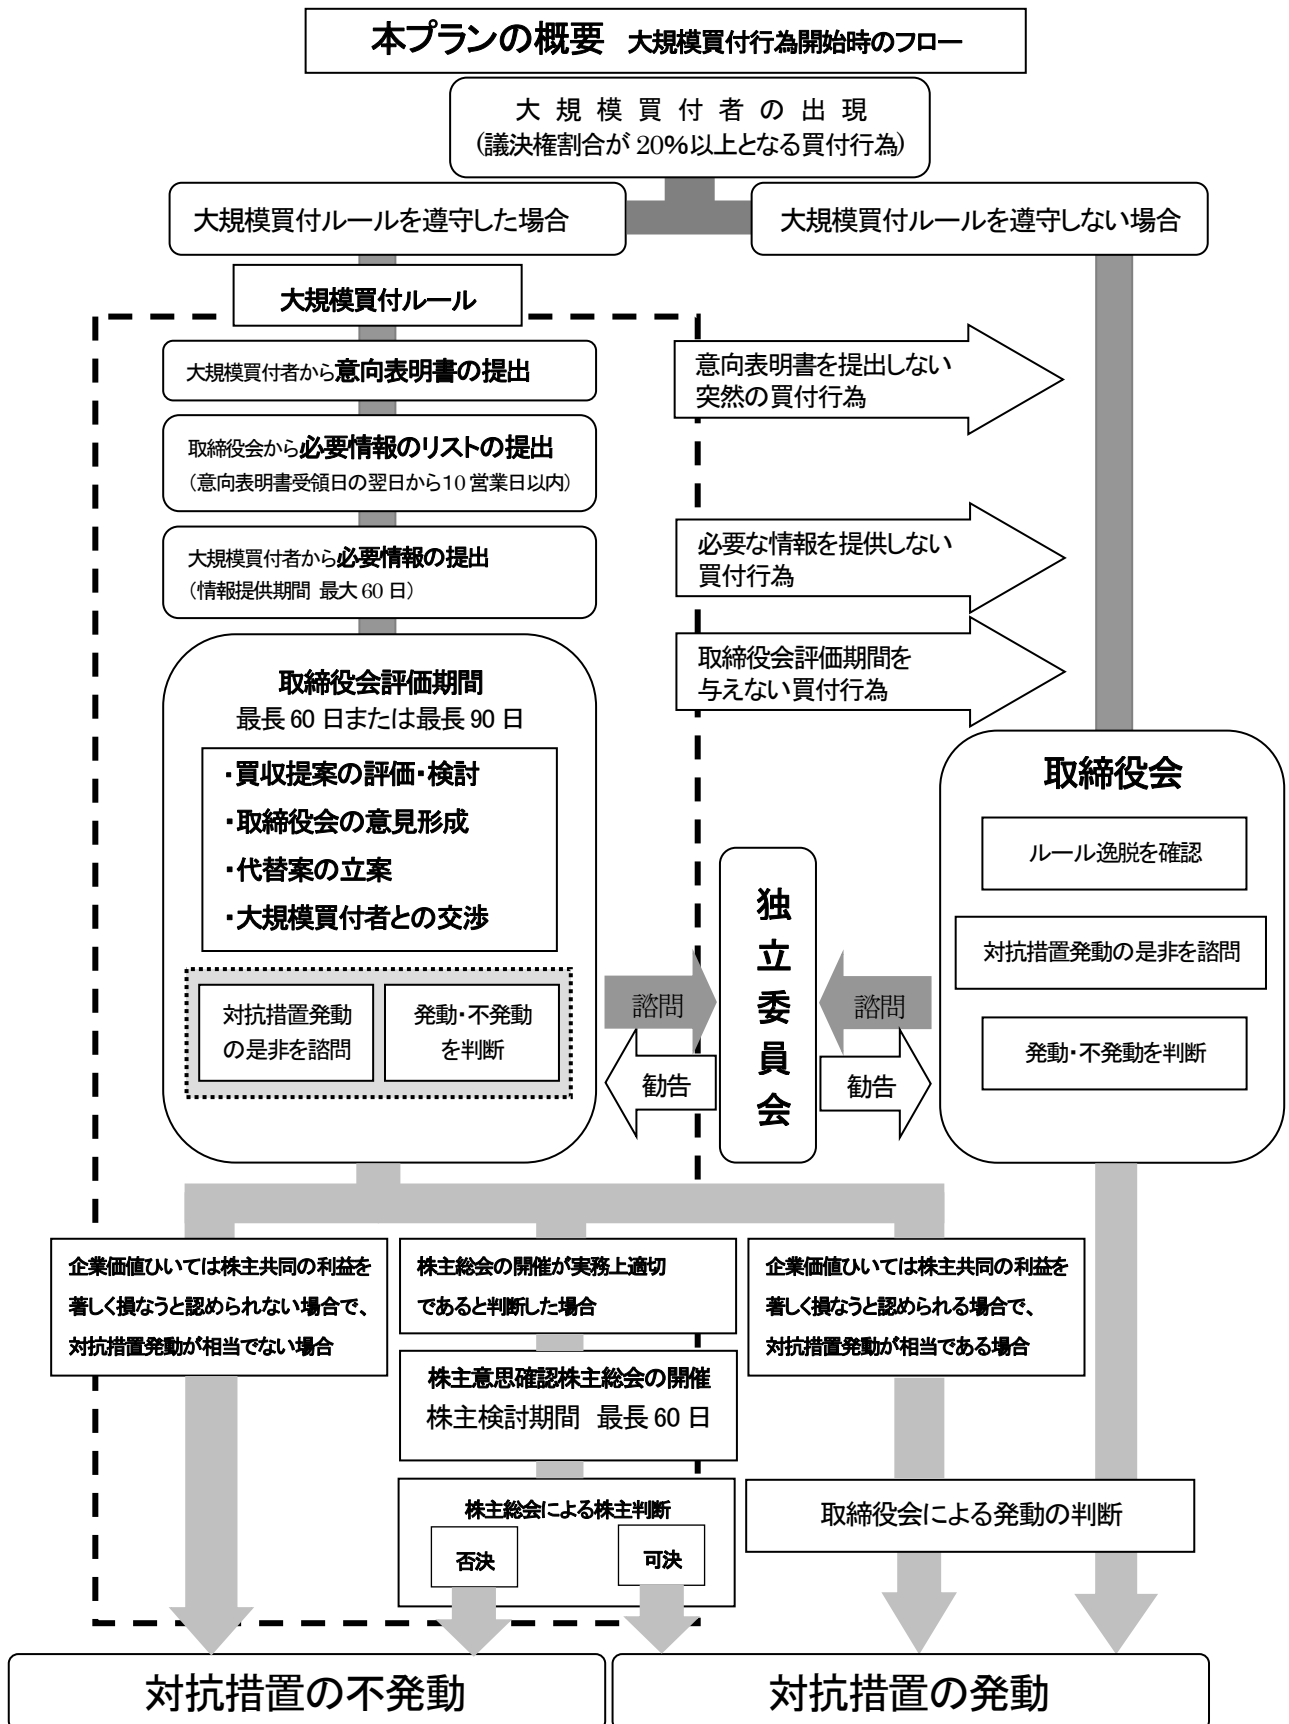 本プランの概要 大規模買付行為開始時のフロー
大規模買付者の出現
(議決権割合が20%以上となる買付行為)
大規模買付ルールを遵守した場合
大規模買付ルールを遵守しない場合
大規模買付ルール
大規模買付者から意向表明書の提出
取締役会から必要情報のリストの提出
(意向表明書受領日の翌日から10営業日以内)
大規模買付者から必要情報の提出
(情報提供期間 最大60日)
意向表明書を提出しない
突然の買付行為
必要な情報を提供しない
買付行為
取締役会評価期間を
与えない買付行為
取締役会評価期間
最長60日または最長90日
・買収提案の評価・検討
・取締役会の意見形成
・代替案の立案
・大規模買付者との交渉
対抗措置発動
の是非を諮問
発動・不発動
を判断
諮問
勧告
独立委員会
諮問
勧告
取締役会
ルール逸脱を確認
対抗措置発動の是非を諮問
発動・不発動を判断
企業価値ひいては株主共同の利益を
著しく損なうと認められない場合で、
対抗措置発動が相当でない場合
株主総会の開催が実務上適切
であると判断した場合
企業価値ひいては株主共同の利益を
著しく損なうと認められる場合で、
対抗措置発動が相当である場合
株主意思確認株主総会の開催
株主検討期間 最長60日
株主総会による株主判断
否決
可決
取締役会による発動の判断
対抗措置の不発動
対抗措置の発動